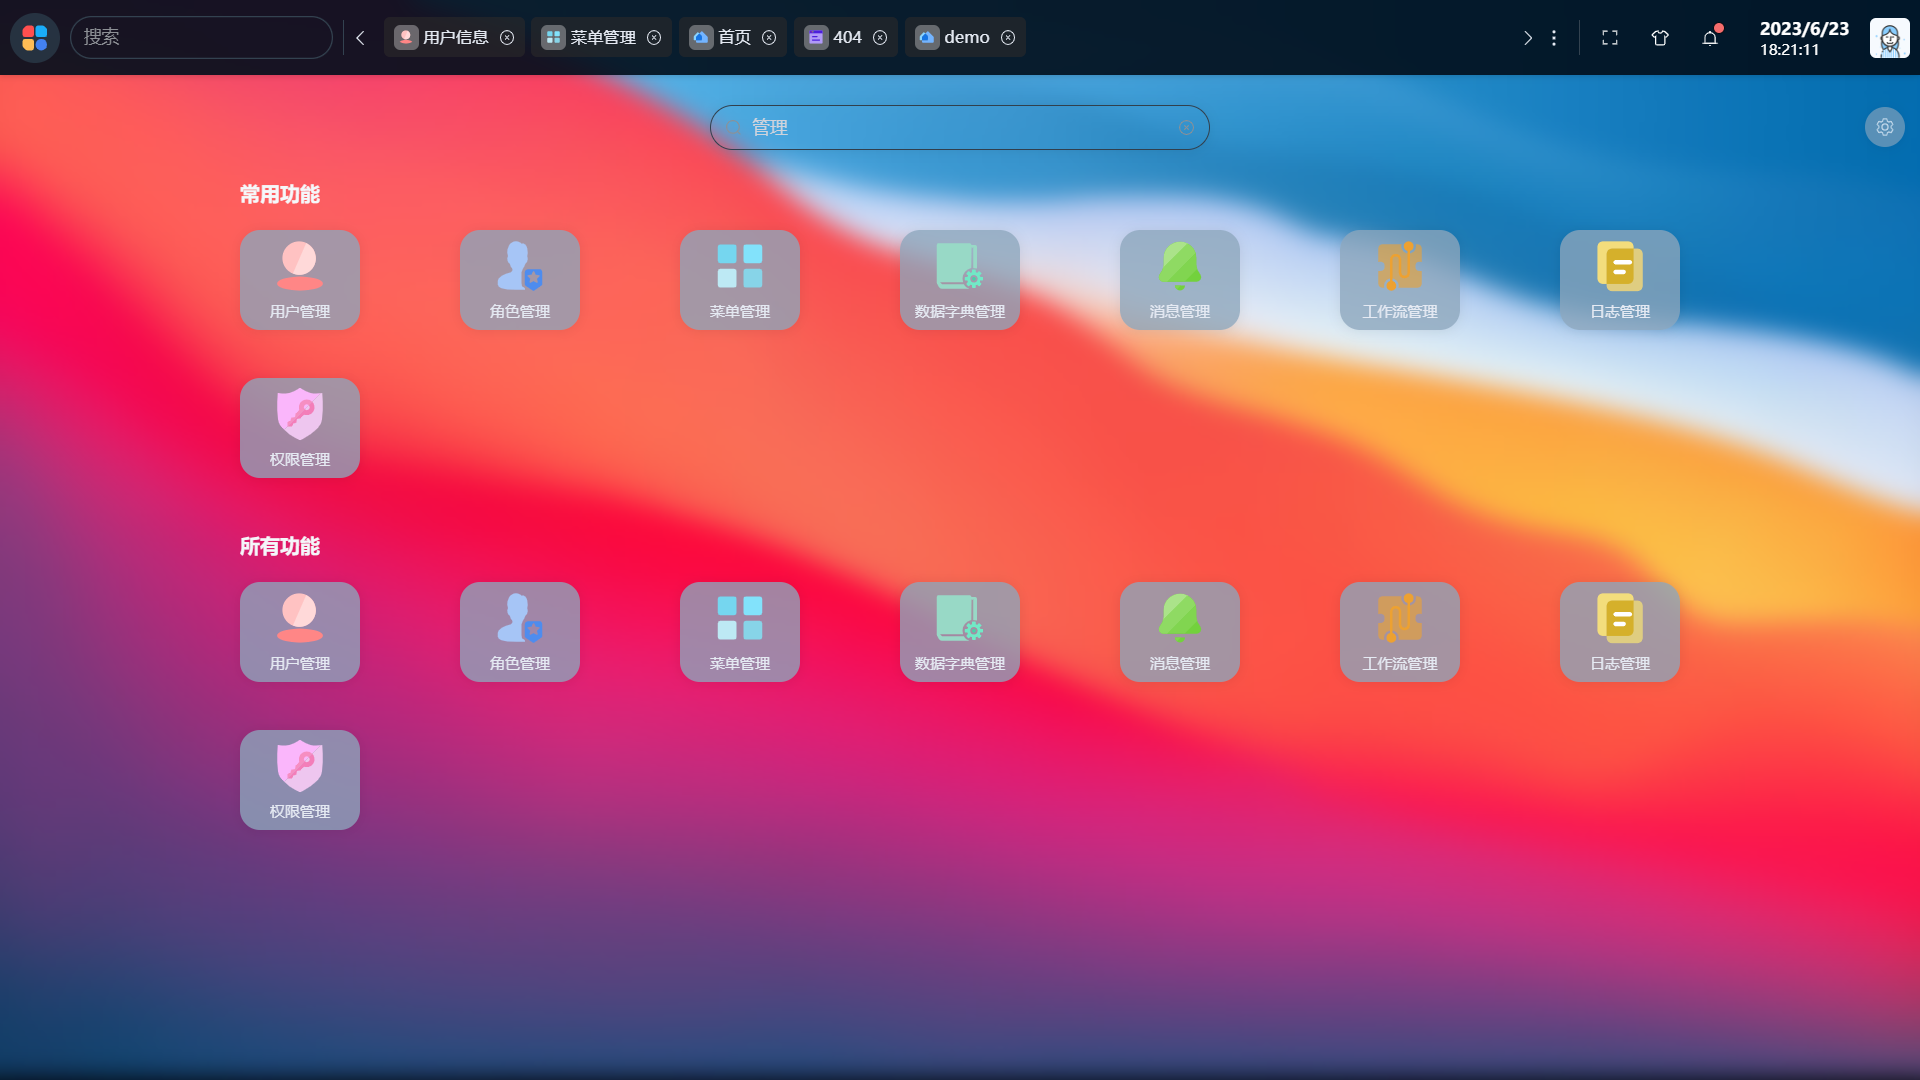 搜索
用户信息
菜单管理
首页
404
demo
2023/6/23
18:21:11
管理
常用功能
用户管理
角色管理
菜单管理
数据字典管理
消息管理
工作流管理
日志管理
权限管理
所有功能
用户管理
角色管理
菜单管理
数据字典管理
消息管理
工作流管理
日志管理
权限管理